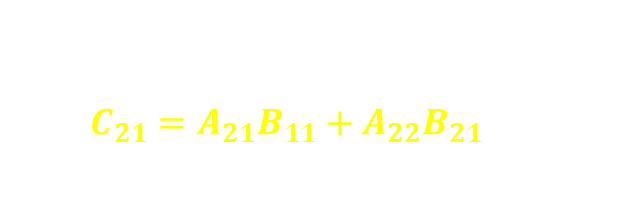 C₂₁ = A₂₁B₁₁ + A₂₂B₂₁